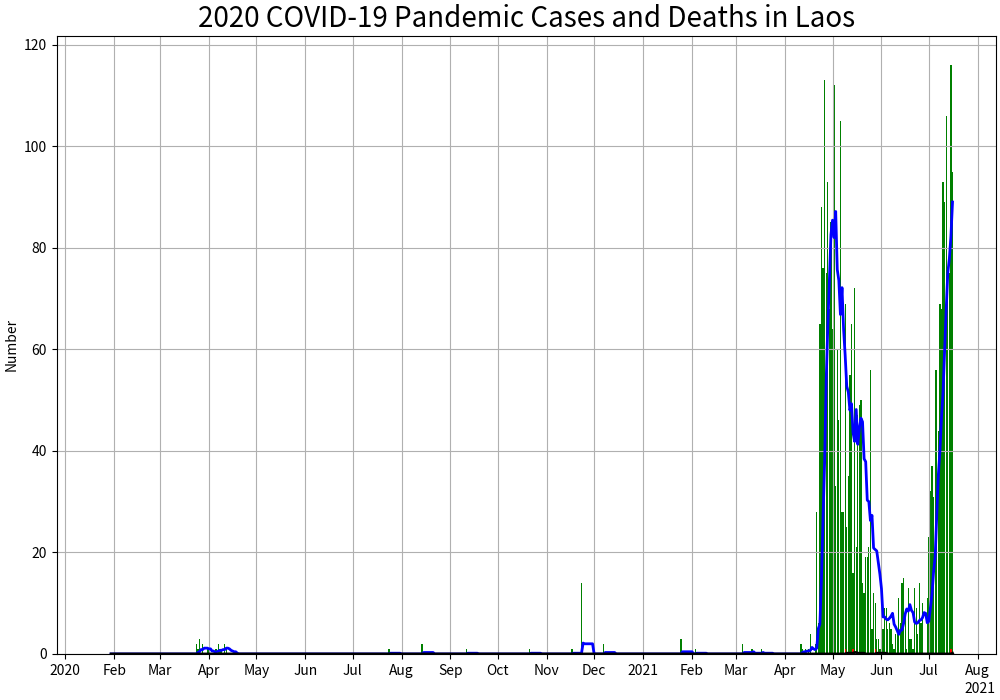 2020 COVID-19 Pandemic Cases and Deaths in Laos
120
100
80
60
40
20
0
Number
2020 Feb Mar Apr May Jun Jul Aug Sep Oct Nov Dec 2021 Feb Mar Apr May Jun Jul Aug
2021